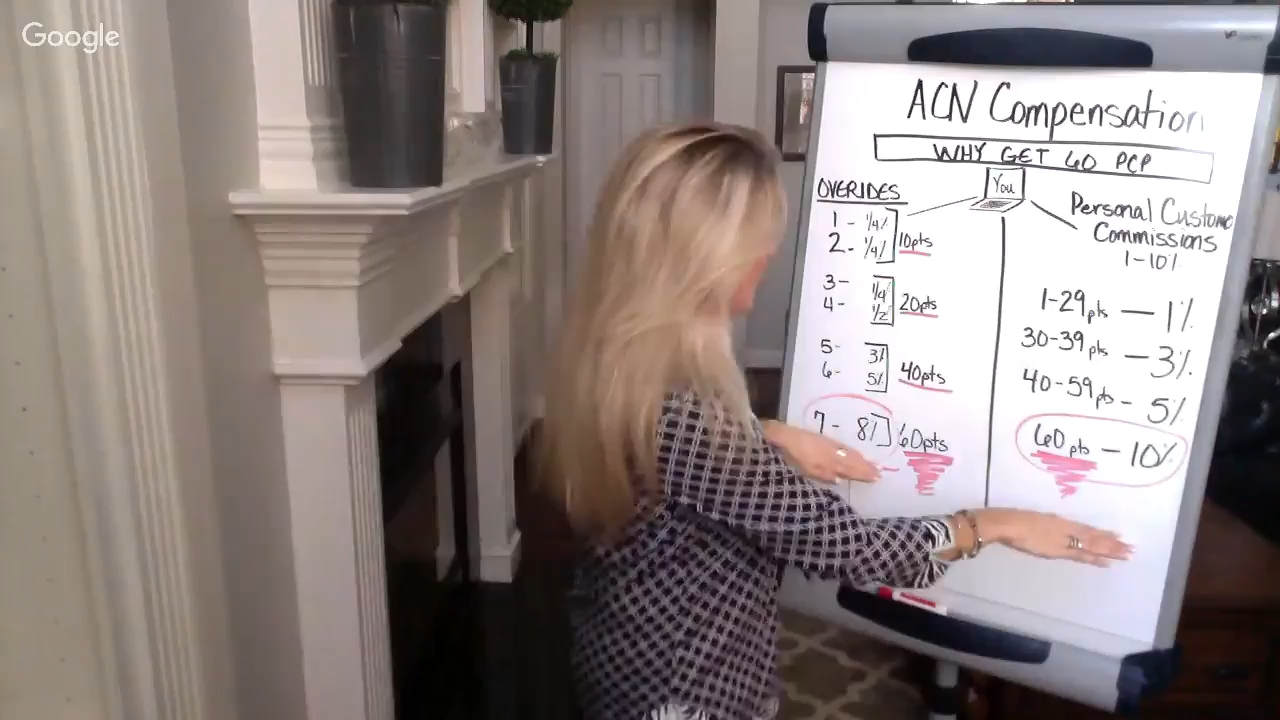 Google
ACN Compensation
WHY GET 60 PCP
You
OVERIDES
1 - 1/4%
2 - 1/4%
10pts
3- 1/4
4- 1/2
20pts
5- 3%
6- 5%
40pts
7 - 8%
60pts
Personal Custome
Commissions
1-10%
1-29pts — 1%
30-39pts — 3%
40-59pts - 5%
60pts — 10%